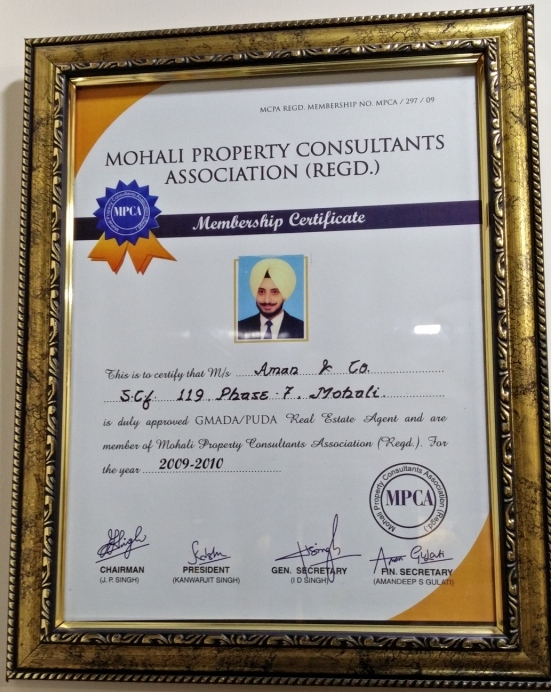 MCPA REGD. MEMBERSHIP NO. MPCA / 297 / 09
MOHALI PROPERTY CONSULTANTS
ASSOCIATION (REGD.)
MPCA
Membership Certificate
This is to certify that M/s Aman & Co.
S.Cf. 119 Phase-7, Mohali.
is duly approved GMADA/PUDA Real Estate Agent and are
member of Mohali Property Consultants Association (Regd.). For
the year 2009-2010
Mohali Property Consultants Association (Regd.)
MPCA
Aman Gulati
CHAIRMAN PRESIDENT GEN. SECRETARY FIN. SECRETARY
(J. P. SINGH) (KANWARJIT SINGH) (I D SINGH) (AMANDEEP S GULATI)